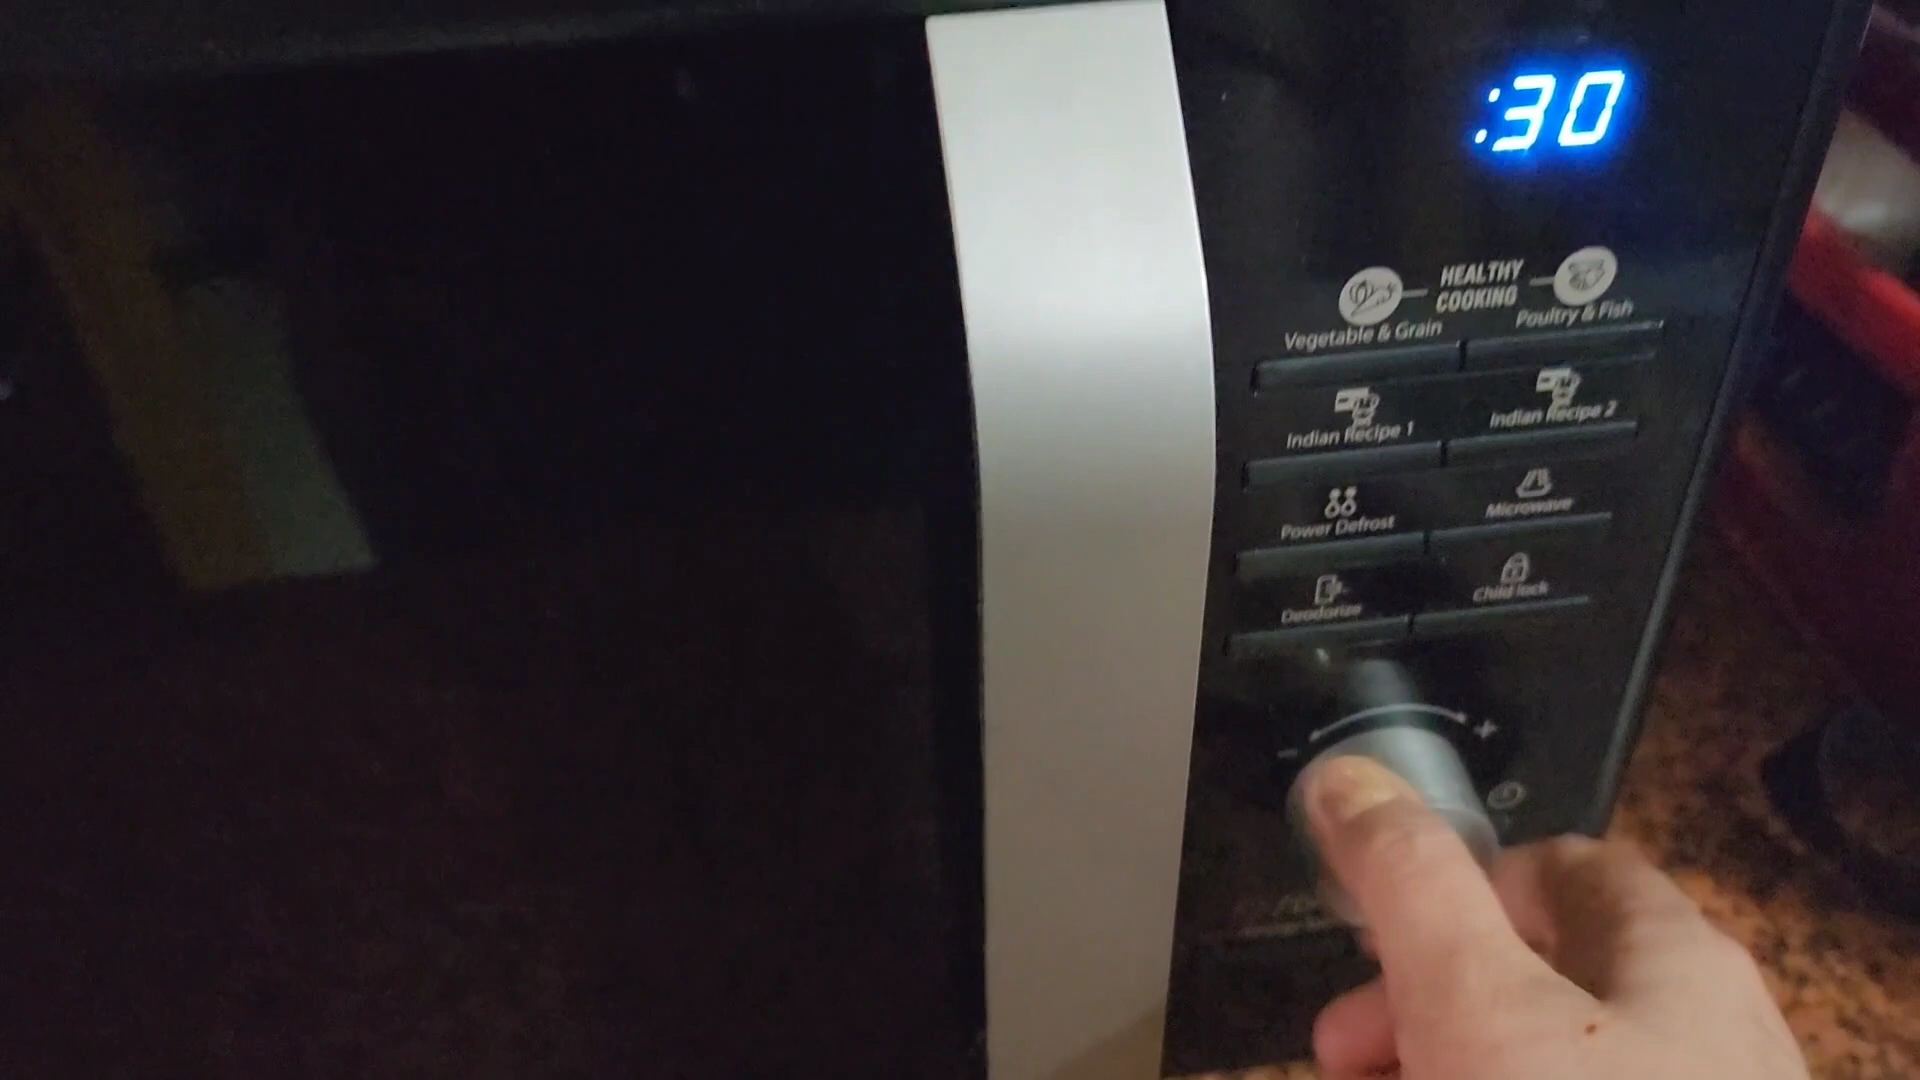 :30
HEALTHY
COOKING
Vegetable & Grain
Poultry & Fish
Indian Recipe 1
Indian Recipe 2
Power Defrost
Microwave
Deodorize
Child lock
- +